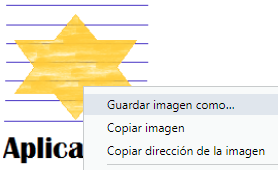 Guardar imagen como...
Copiar imagen
Copiar dirección de la imagen
Aplica